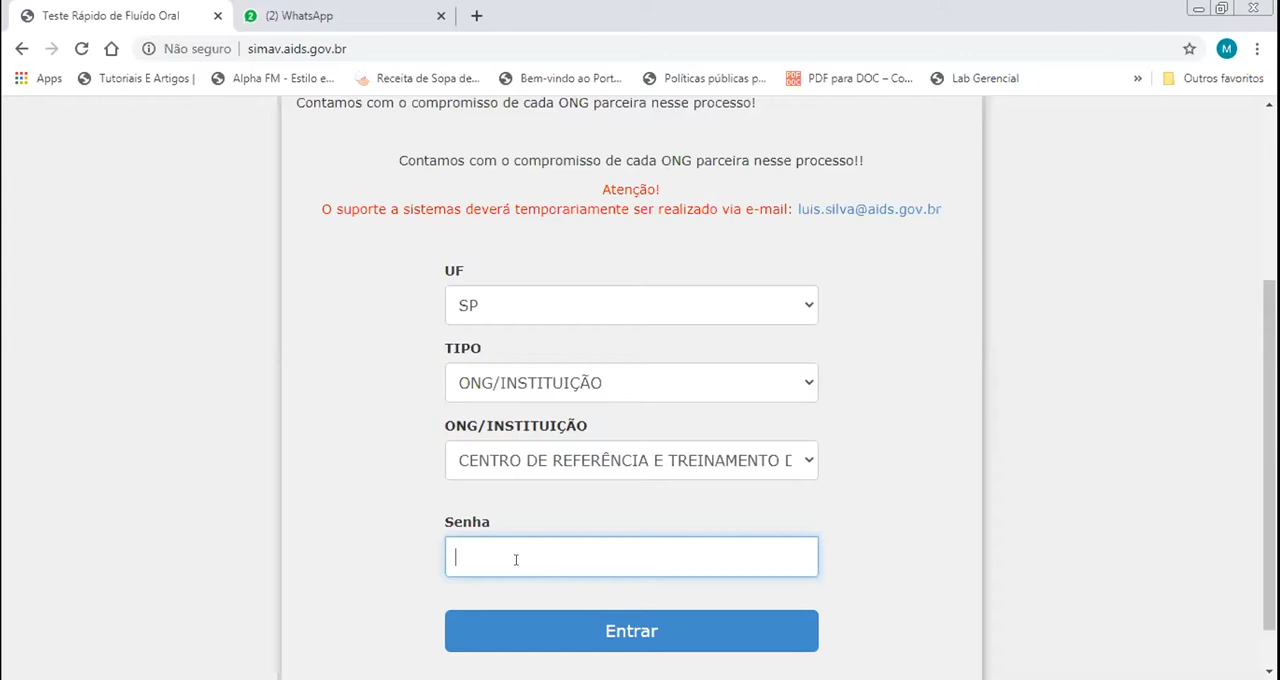 Teste Rápido de Fluído Oral
(2) WhatsApp
Não seguro | simav.aids.gov.br
M
Apps
Tutoriais E Artigos |
Alpha FM - Estilo e...
Receita de Sopa de...
Bem-vindo ao Port...
Políticas públicas p...
PDF para DOC – Co...
Lab Gerencial
»
Outros favoritos
Contamos com o compromisso de cada ONG parceira nesse processo!
Contamos com o compromisso de cada ONG parceira nesse processo!!
Atenção!
O suporte a sistemas deverá temporariamente ser realizado via e-mail: luis.silva@aids.gov.br
UF
SP
TIPO
ONG/INSTITUIÇÃO
ONG/INSTITUIÇÃO
CENTRO DE REFERÊNCIA E TREINAMENTO D
Senha
Entrar